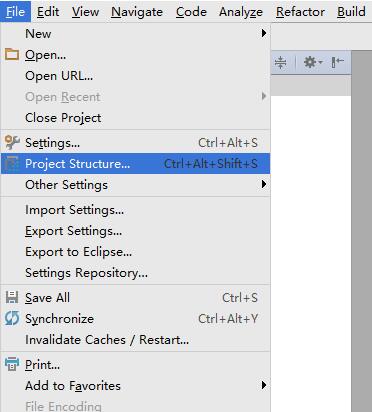 File Edit View Navigate Code Analyze Refactor Build
New
Open...
Open URL...
Open Recent
Close Project
Settings... Ctrl+Alt+S
Project Structure... Ctrl+Alt+Shift+S
Other Settings
Import Settings...
Export Settings...
Export to Eclipse...
Settings Repository...
Save All Ctrl+S
Synchronize Ctrl+Alt+Y
Invalidate Caches / Restart...
Print...
Add to Favorites
File Encoding